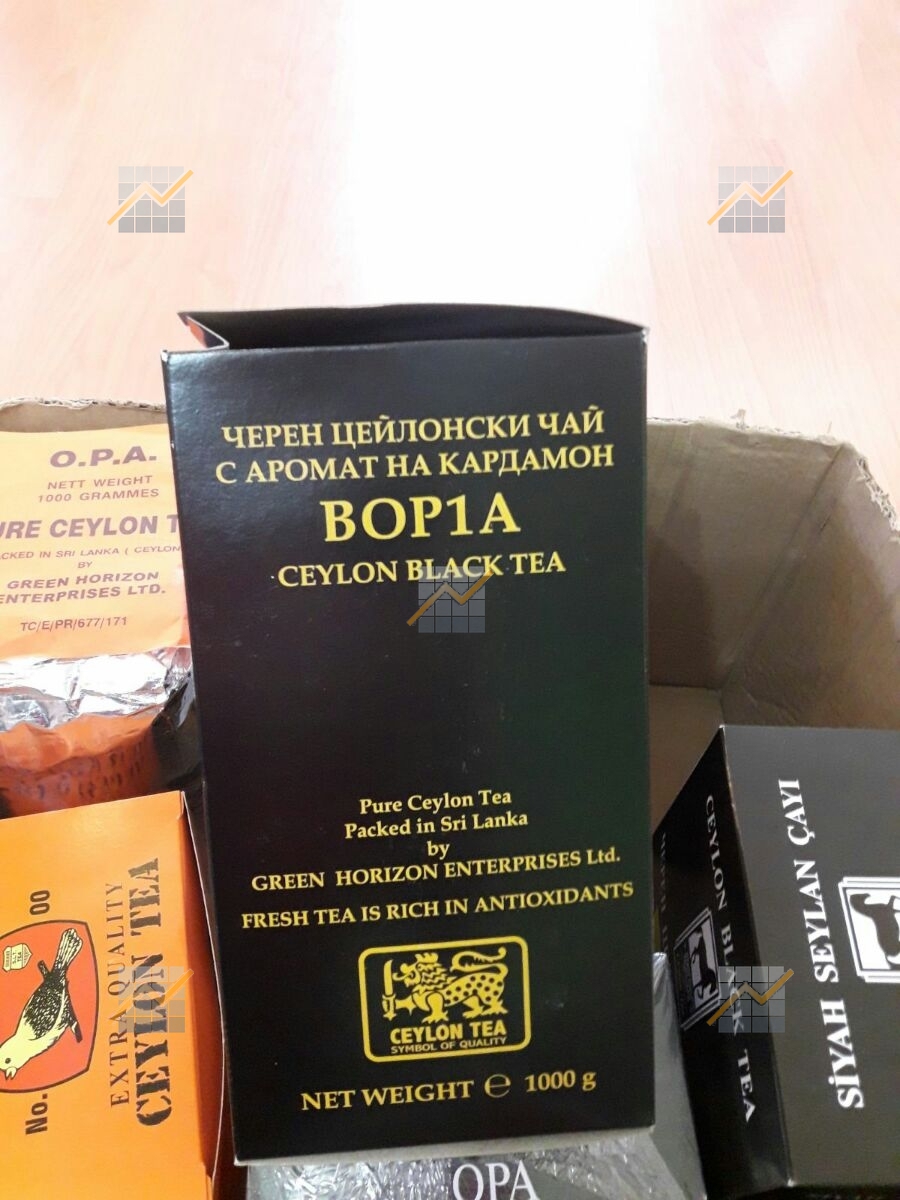 ЧЕРЕН ЦЕЙЛОНСКИ ЧАЙ
С АРОМАТ НА КАРДАМОН
BOP1A
CEYLON BLACK TEA
Pure Ceylon Tea
Packed in Sri Lanka
by
GREEN HORIZON ENTERPRISES Ltd.
FRESH TEA IS RICH IN ANTIOXIDANTS
CEYLON TEA
SYMBOL OF QUALITY
NET WEIGHT ℮ 1000 g
O.P.A.
NETT WEIGHT
1000 GRAMMES
URE CEYLON T
CKED IN SRI LANKA ( CEYLON
BY
GREEN HORIZON
ENTERPRISES LTD.
TC/E/PR/677/171
No. 00
EXTRA QUALITY
CEYLON TEA
CEYLON BLACK TEA
SİYAH SEYLAN ÇAYI
OPA